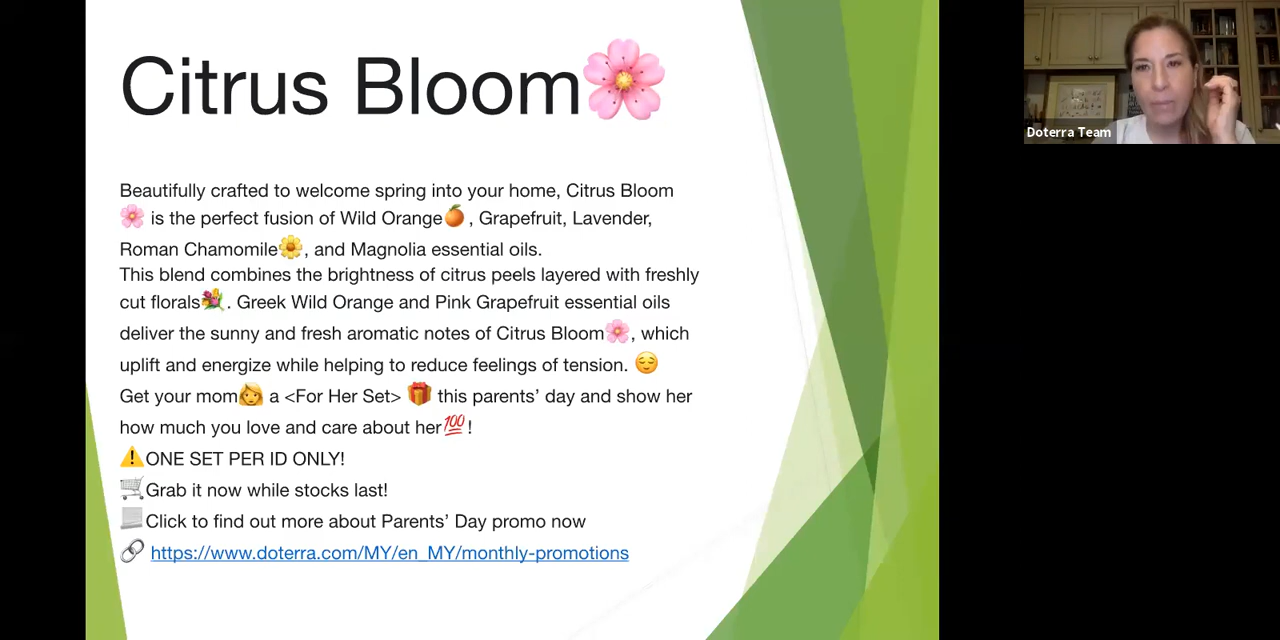 Citrus Bloom🌸
Beautifully crafted to welcome spring into your home, Citrus Bloom
🌸 is the perfect fusion of Wild Orange🍊, Grapefruit, Lavender,
Roman Chamomile🌼, and Magnolia essential oils.
This blend combines the brightness of citrus peels layered with freshly
cut florals💐. Greek Wild Orange and Pink Grapefruit essential oils
deliver the sunny and fresh aromatic notes of Citrus Bloom🌸, which
uplift and energize while helping to reduce feelings of tension. 😌
Get your mom👩 a <For Her Set> 🎁 this parents’ day and show her
how much you love and care about her💯!
⚠️ONE SET PER ID ONLY!
🛒Grab it now while stocks last!
Click to find out more about Parents’ Day promo now
🔗 https://www.doterra.com/MY/en_MY/monthly-promotions
Doterra Team